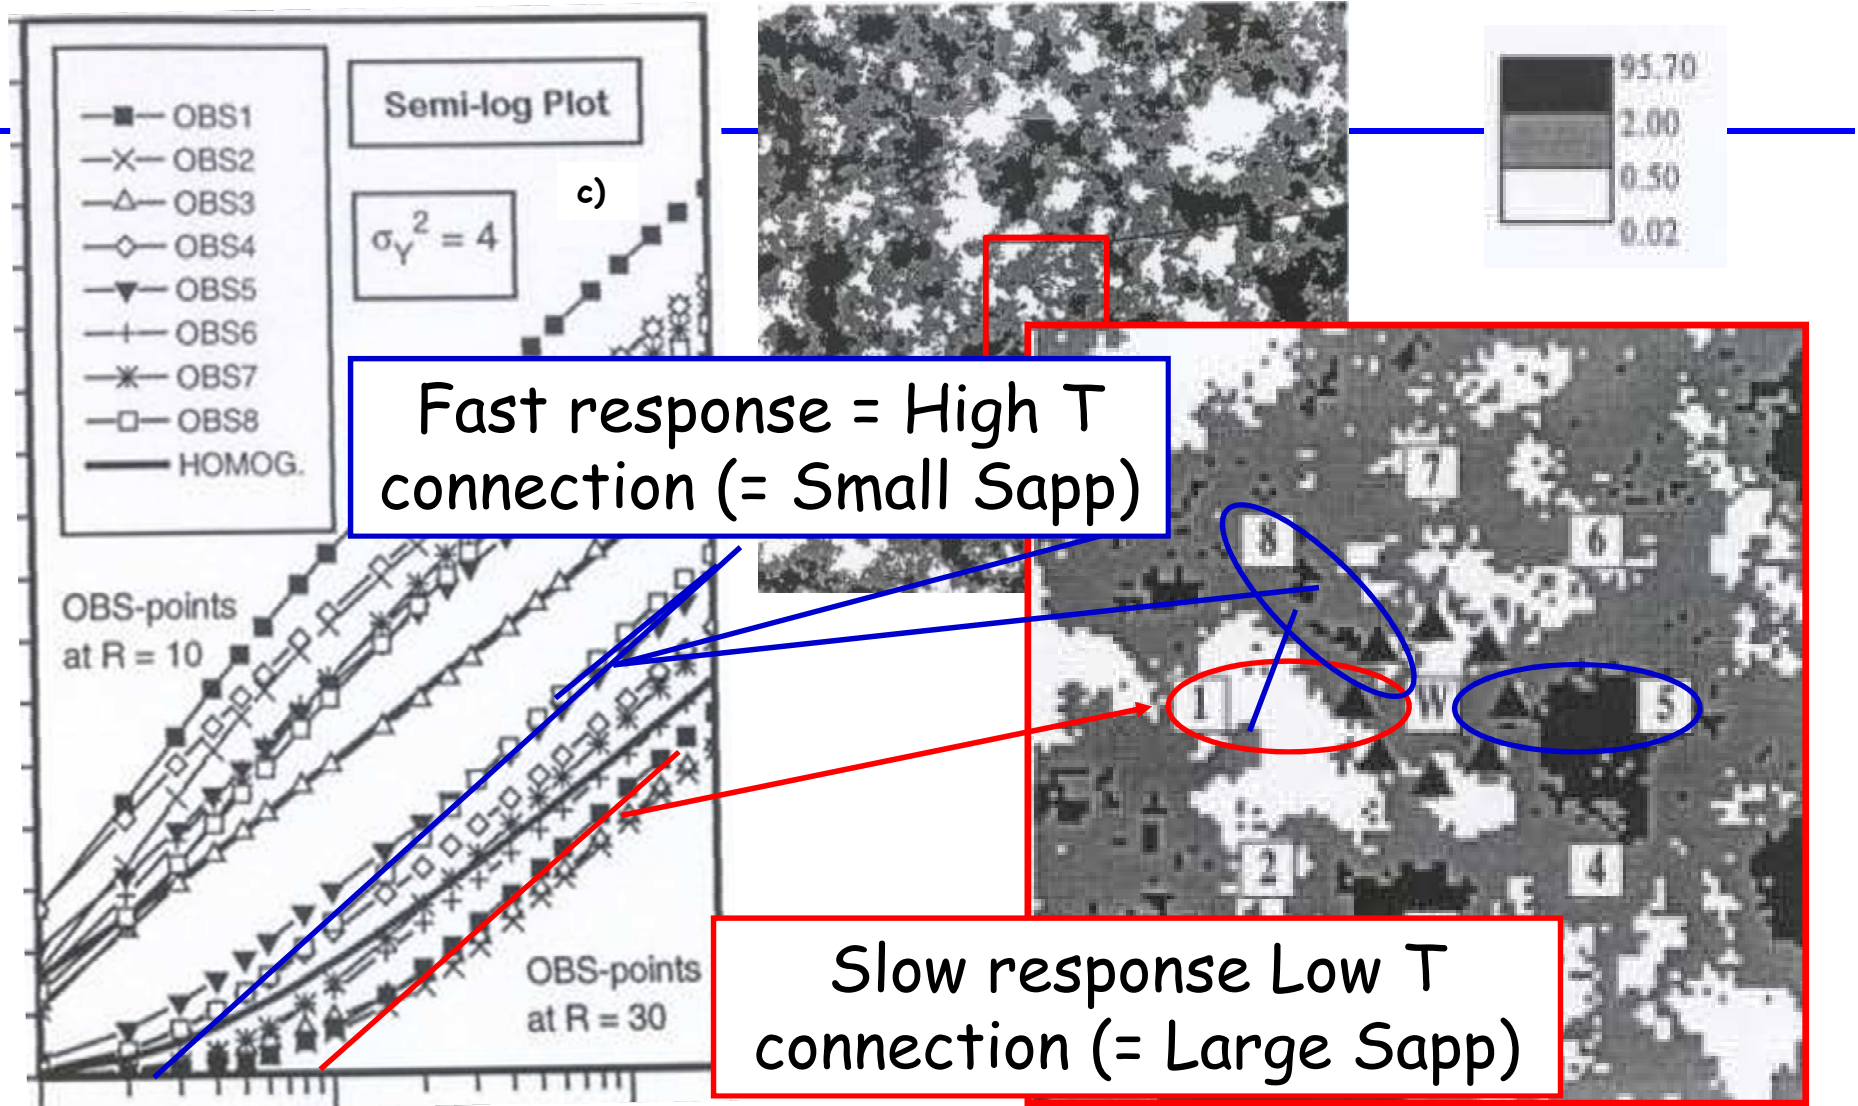 OBS1
OBS2
OBS3
OBS4
OBS5
OBS6
OBS7
OBS8
HOMOG.
Semi-log Plot
c)
σY² = 4
OBS-points
at R = 10
OBS-points
at R = 30
95.70
2.00
0.50
0.02
Fast response = High T
connection (= Small Sapp)
7
8
6
1
W
5
2
4
Slow response Low T
connection (= Large Sapp)